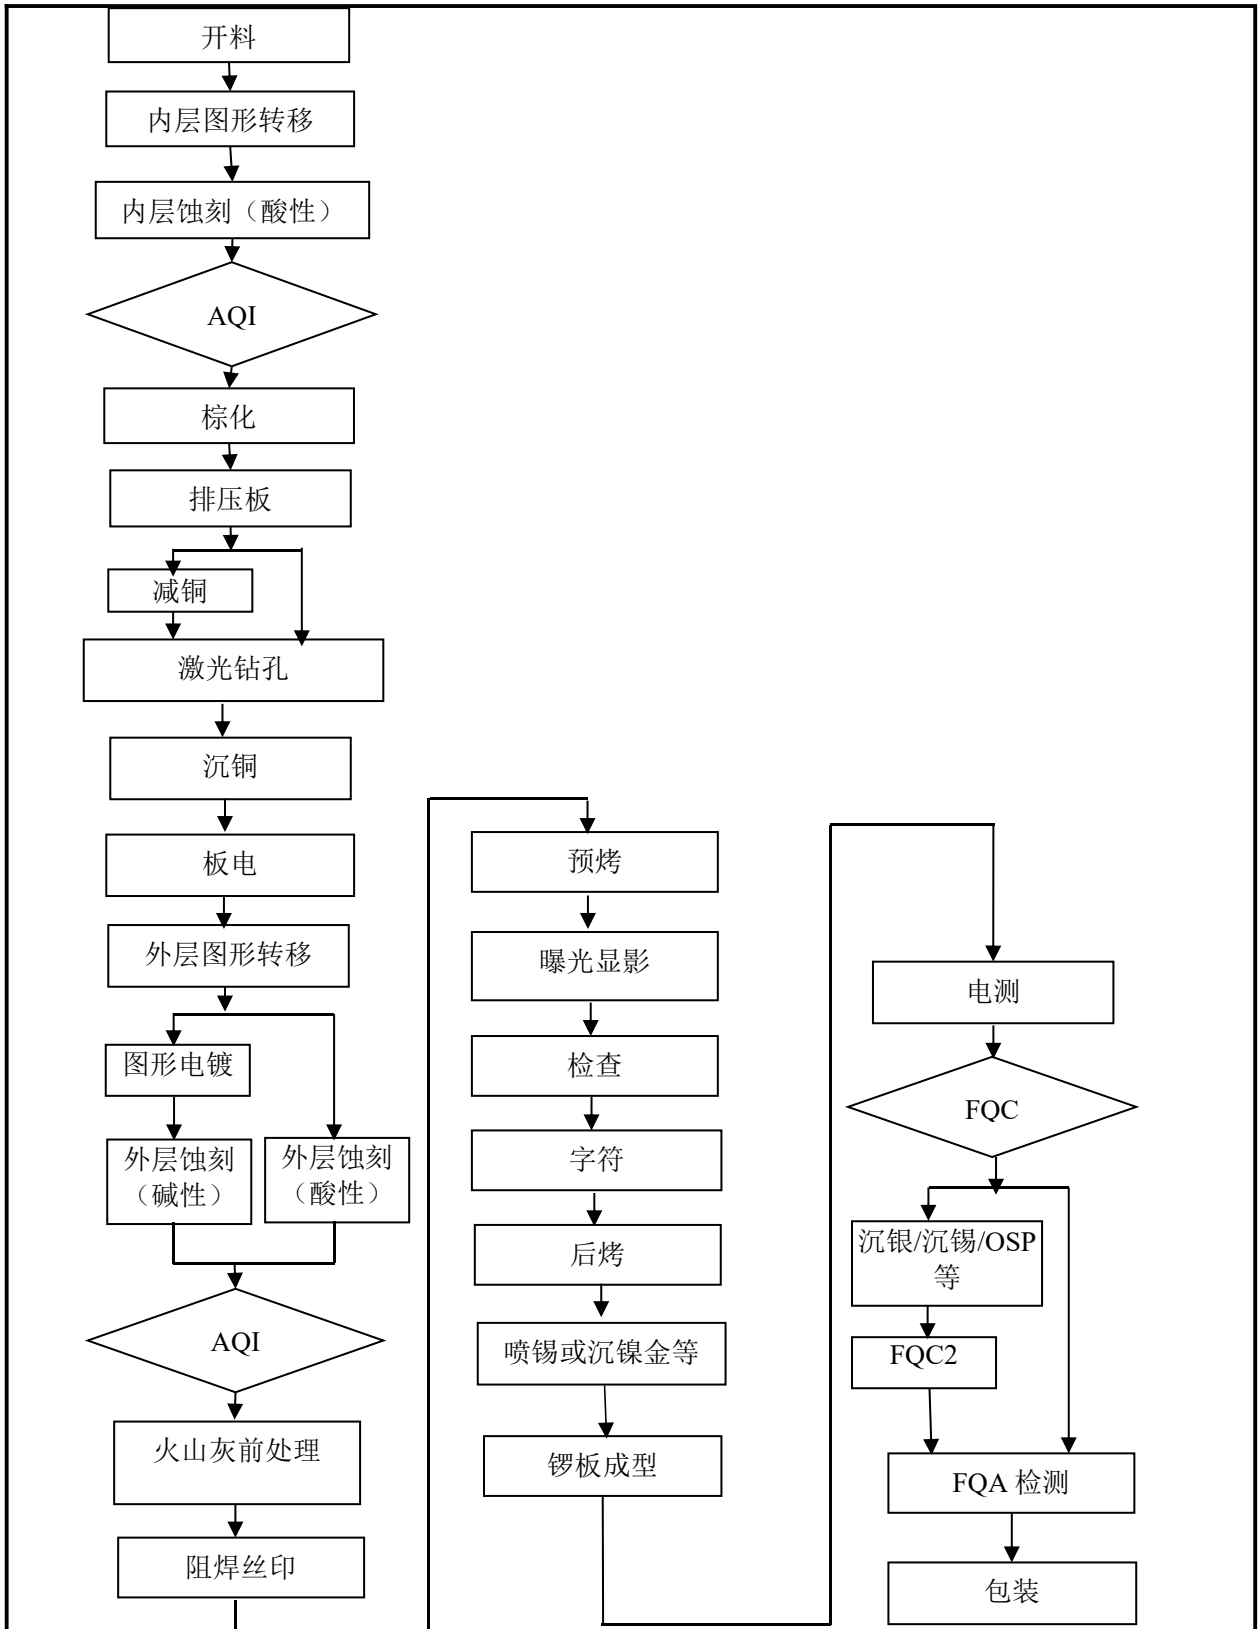 开料
内层图形转移
内层蚀刻（酸性）
AQI
棕化
排压板
减铜
激光钻孔
沉铜
板电
外层图形转移
图形电镀
外层蚀刻
（碱性）
外层蚀刻
（酸性）
AQI
火山灰前处理
阻焊丝印
预烤
曝光显影
检查
字符
后烤
喷锡或沉镍金等
锣板成型
电测
FQC
沉银/沉锡/OSP
等
FQC2
FQA 检测
包装